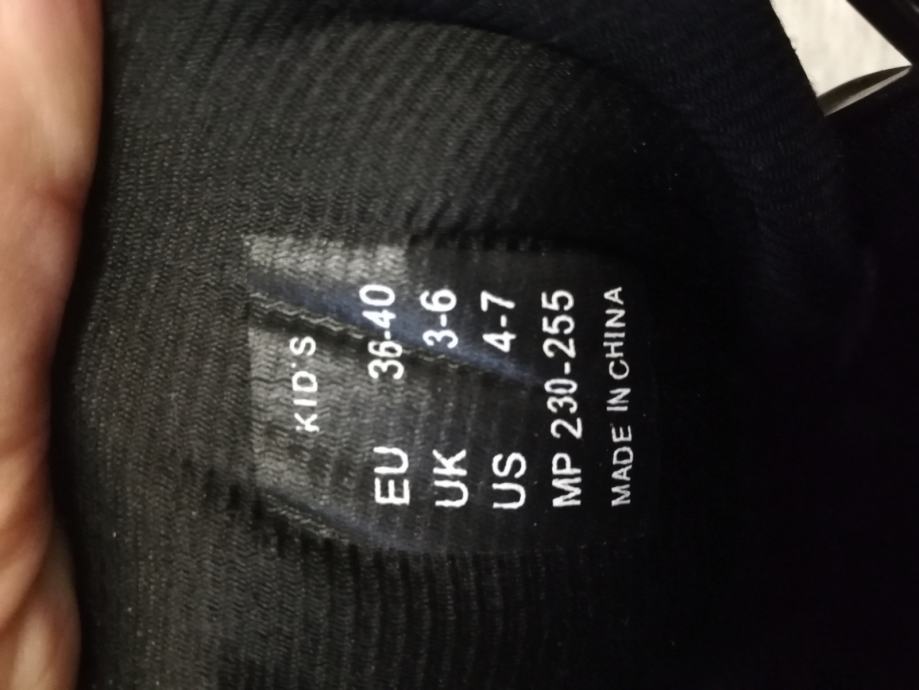 KID'S
EU 36-40
UK 3-6
US 4-7
MP 230-255
MADE IN CHINA